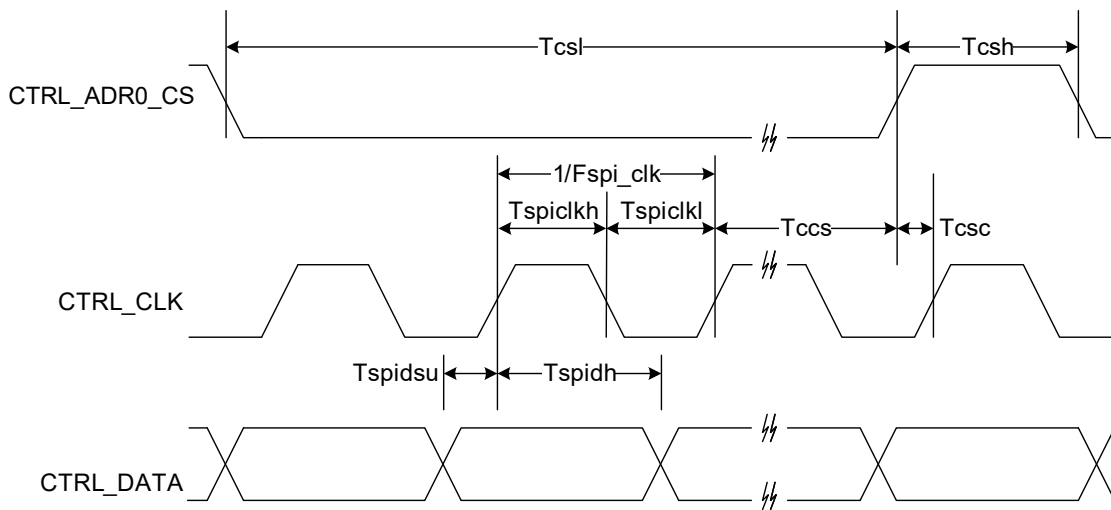 Tcsl
Tcsh
CTRL_ADR0_CS
1/Fspi_clk
Tspiclkh
Tspiclkl
Tccs
Tcsc
CTRL_CLK
Tspidsu
Tspidh
CTRL_DATA